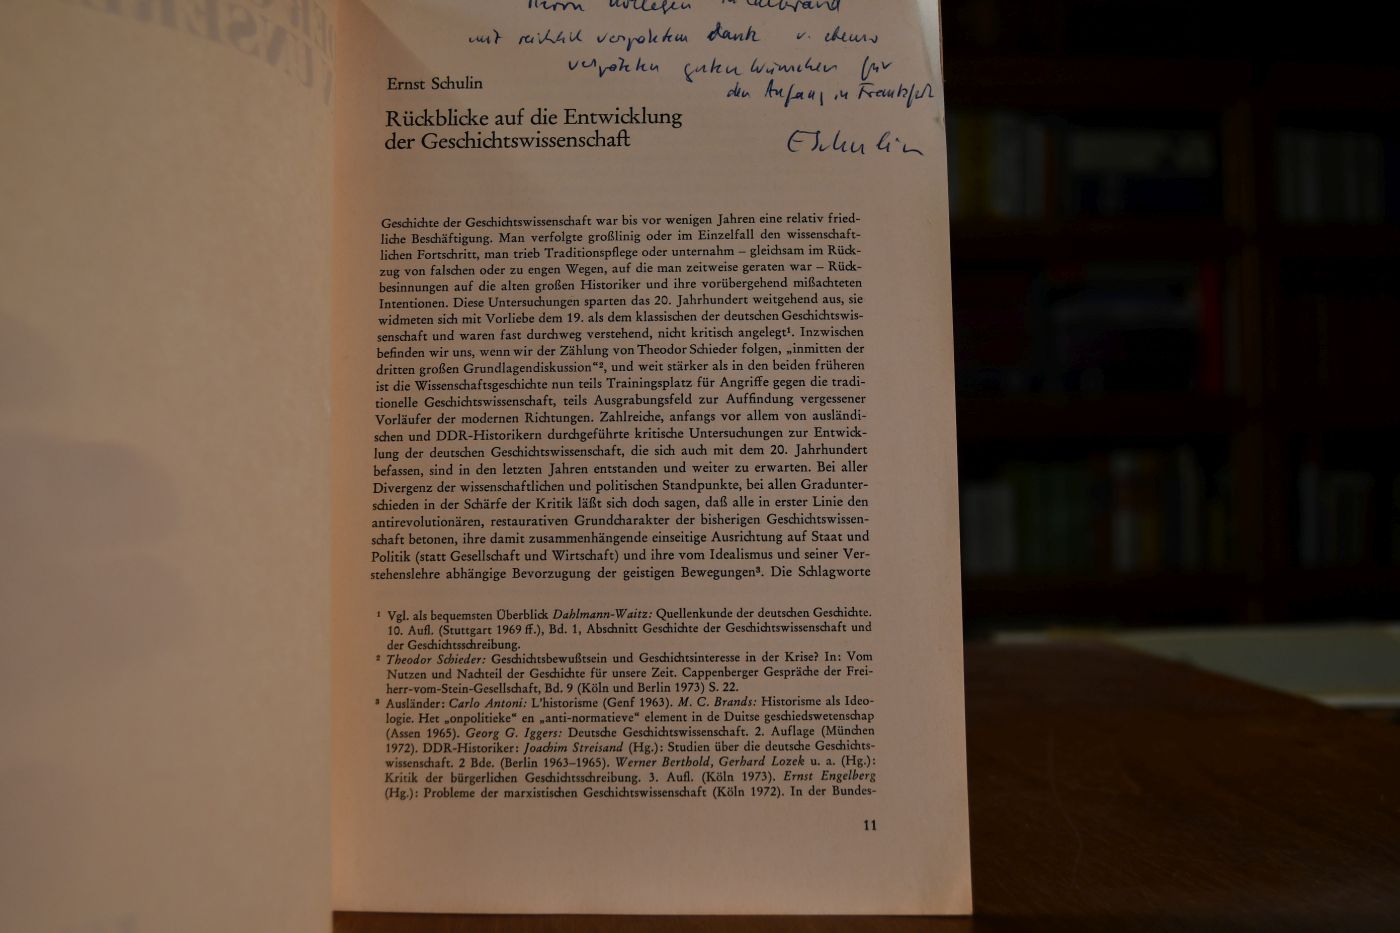 Herrn Kollegen
mit reichlich verspätetem Dank u. ebenso
verspäteten guten Wünschen für
den Anfang in Frankfurt
ESchulin
Ernst Schulin
Rückblicke auf die Entwicklung
der Geschichtswissenschaft
Geschichte der Geschichtswissenschaft war bis vor wenigen Jahren eine relativ fried-
liche Beschäftigung. Man verfolgte großlinig oder im Einzelfall den wissenschaft-
lichen Fortschritt, man trieb Traditionspflege oder unternahm – gleichsam im Rück-
zug von falschen oder zu engen Wegen, auf die man zeitweise geraten war – Rück-
besinnungen auf die alten großen Historiker und ihre vorübergehend mißachteten
Intentionen. Diese Untersuchungen sparten das 20. Jahrhundert weitgehend aus, sie
widmeten sich mit Vorliebe dem 19. als dem klassischen der deutschen Geschichtswis-
senschaft und waren fast durchweg verstehend, nicht kritisch angelegt¹. Inzwischen
befinden wir uns, wenn wir der Zählung von Theodor Schieder folgen, „inmitten der
dritten großen Grundlagendiskussion“², und weit stärker als in den beiden früheren
ist die Wissenschaftsgeschichte nun teils Trainingsplatz für Angriffe gegen die tradi-
tionelle Geschichtswissenschaft, teils Ausgrabungsfeld zur Auffindung vergessener
Vorläufer der modernen Richtungen. Zahlreiche, anfangs vor allem von ausländi-
schen und DDR-Historikern durchgeführte kritische Untersuchungen zur Entwick-
lung der deutschen Geschichtswissenschaft, die sich auch mit dem 20. Jahrhundert
befassen, sind in den letzten Jahren entstanden und weiter zu erwarten. Bei aller
Divergenz der wissenschaftlichen und politischen Standpunkte, bei allen Gradunter-
schieden in der Schärfe der Kritik läßt sich doch sagen, daß alle in erster Linie den
antirevolutionären, restaurativen Grundcharakter der bisherigen Geschichtswissen-
schaft betonen, ihre damit zusammenhängende einseitige Ausrichtung auf Staat und
Politik (statt Gesellschaft und Wirtschaft) und ihre vom Idealismus und seiner Ver-
stehenslehre abhängige Bevorzugung der geistigen Bewegungen³. Die Schlagworte
¹ Vgl. als bequemsten Überblick Dahlmann-Waitz: Quellenkunde der deutschen Geschichte.
10. Aufl. (Stuttgart 1969 ff.), Bd. 1, Abschnitt Geschichte der Geschichtswissenschaft und
der Geschichtsschreibung.
² Theodor Schieder: Geschichtsbewußtsein und Geschichtsinteresse in der Krise? In: Vom
Nutzen und Nachteil der Geschichte für unsere Zeit. Cappenberger Gespräche der Frei-
herr-vom-Stein-Gesellschaft, Bd. 9 (Köln und Berlin 1973) S. 22.
³ Ausländer: Carlo Antoni: L'historisme (Genf 1963). M. C. Brands: Historisme als Ideo-
logie. Het „onpolitieke“ en „anti-normatieve“ element in de Duitse geschiedswetenschap
(Assen 1965). Georg G. Iggers: Deutsche Geschichtswissenschaft. 2. Auflage (München
1972). DDR-Historiker: Joachim Streisand (Hg.): Studien über die deutsche Geschichts-
wissenschaft. 2 Bde. (Berlin 1963–1965). Werner Berthold, Gerhard Lozek u. a. (Hg.):
Kritik der bürgerlichen Geschichtsschreibung. 3. Aufl. (Köln 1973). Ernst Engelberg
(Hg.): Probleme der marxistischen Geschichtswissenschaft (Köln 1972). In der Bundes-
11